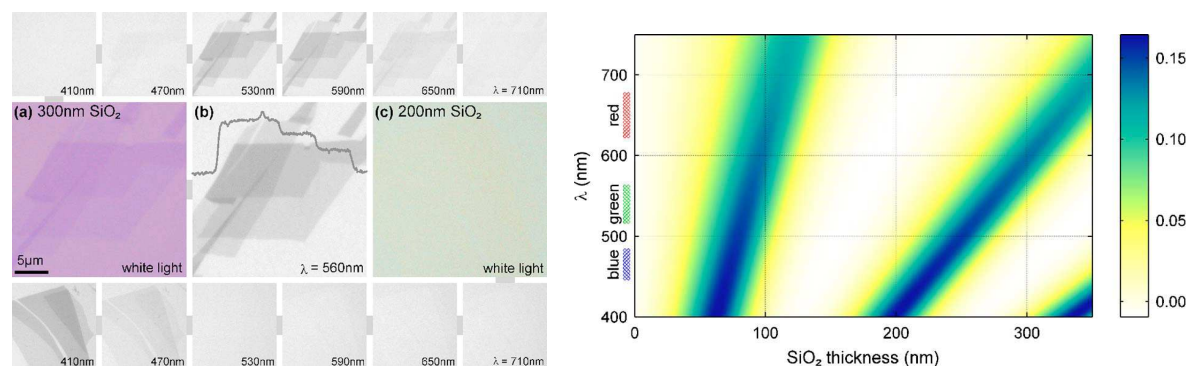 410nm
470nm
530nm
590nm
650nm
λ = 710nm
(a) 300nm SiO₂
5µm
white light
(b)
λ = 560nm
(c) 200nm SiO₂
white light
410nm
470nm
530nm
590nm
650nm
λ = 710nm
λ (nm)
blue green red
700
600
500
400
0 100 200 300
SiO₂ thickness (nm)
0.15
0.10
0.05
0.00